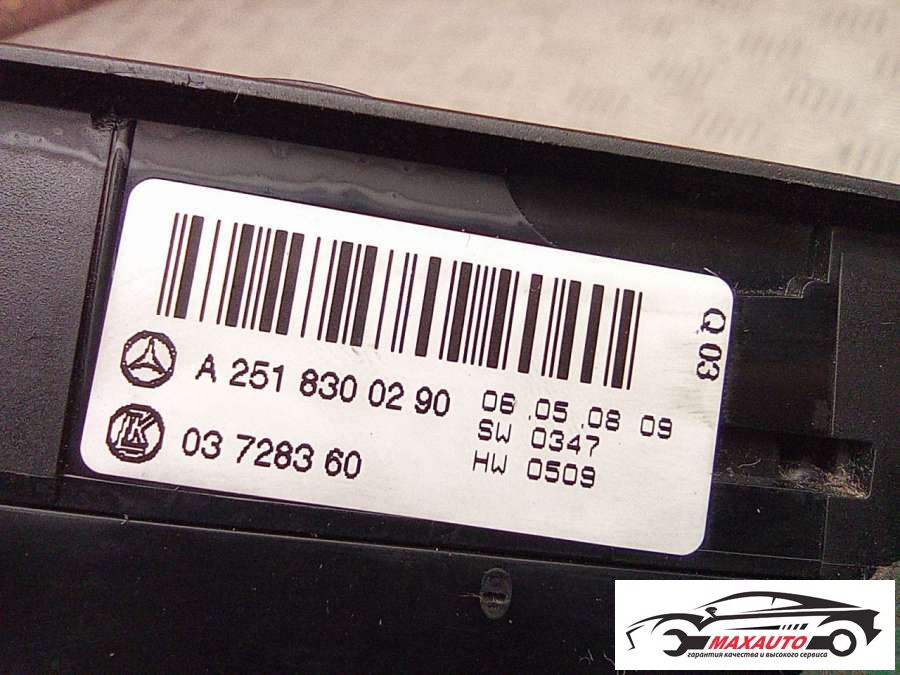 Q 03
A 251 830 02 90
06.05.08 09
SW 0347
HW 0509
LK
03 7283 60
MAXAUTO
гарантия качества и высокого сервиса